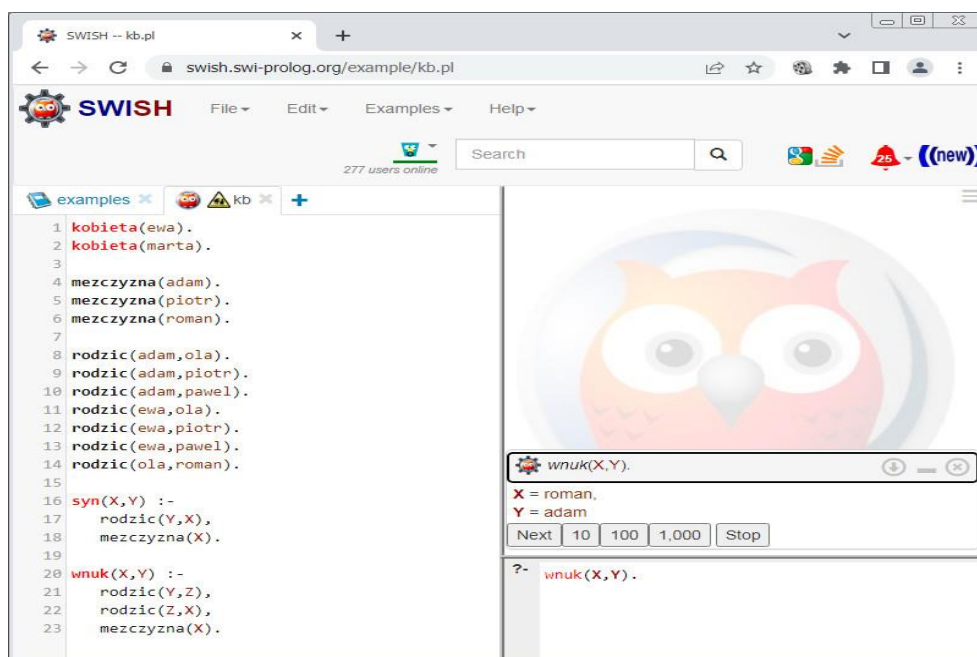 SWISH -- kb.pl
swish.swi-prolog.org/example/kb.pl
SWISH File Edit Examples Help
277 users online
Search
25
((new))
examples kb
1 kobieta(ewa).
2 kobieta(marta).
3
4 mezczyzna(adam).
5 mezczyzna(piotr).
6 mezczyzna(roman).
7
8 rodzic(adam,ola).
9 rodzic(adam,piotr).
10 rodzic(adam,pawel).
11 rodzic(ewa,ola).
12 rodzic(ewa,piotr).
13 rodzic(ewa,pawel).
14 rodzic(ola,roman).
15
16 syn(X,Y) :-
17 rodzic(Y,X),
18 mezczyzna(X).
19
20 wnuk(X,Y) :-
21 rodzic(Y,Z),
22 rodzic(Z,X),
23 mezczyzna(X).
wnuk(X,Y).
X = roman,
Y = adam
Next 10 100 1,000 Stop
?- wnuk(X,Y).